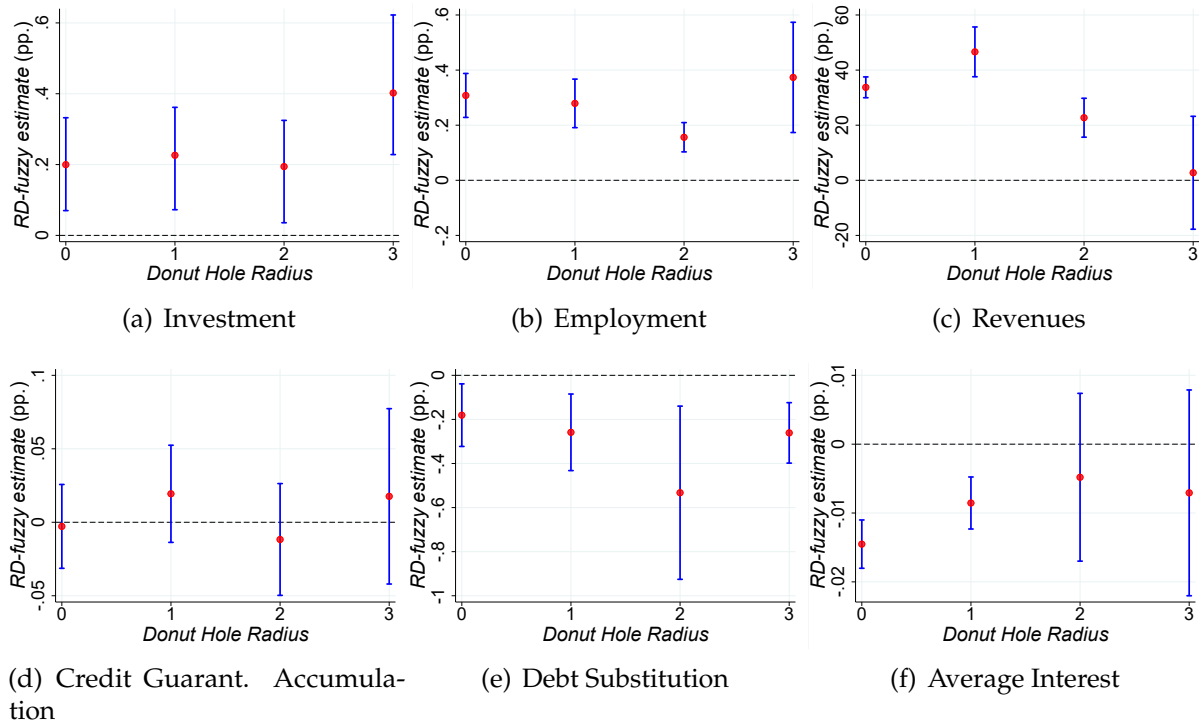 RD-fuzzy estimate (pp.)
.6
.4
.2
0
0 1 2 3
Donut Hole Radius
(a) Investment
RD-fuzzy estimate (pp.)
.6
.4
.2
0
-.2
0 1 2 3
Donut Hole Radius
(b) Employment
RD-fuzzy estimate (pp.)
60
40
20
0
-20
0 1 2 3
Donut Hole Radius
(c) Revenues
RD-fuzzy estimate (pp.)
.1
.05
0
-.05
0 1 2 3
Donut Hole Radius
(d) Credit Guarant. Accumula-
tion
RD-fuzzy estimate (pp.)
0
-.2
-.4
-.6
-.8
-1
0 1 2 3
Donut Hole Radius
(e) Debt Substitution
RD-fuzzy estimate (pp.)
.01
0
-.01
-.02
0 1 2 3
Donut Hole Radius
(f) Average Interest